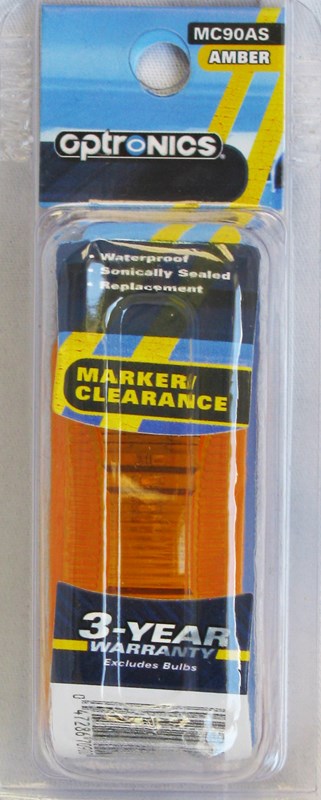 MC90AS
AMBER
OPTRONICS®
• Waterproof
• Sonically Sealed
• Replacement
MARKER/
CLEARANCE
3-YEAR
WARRANTY
Excludes Bulbs